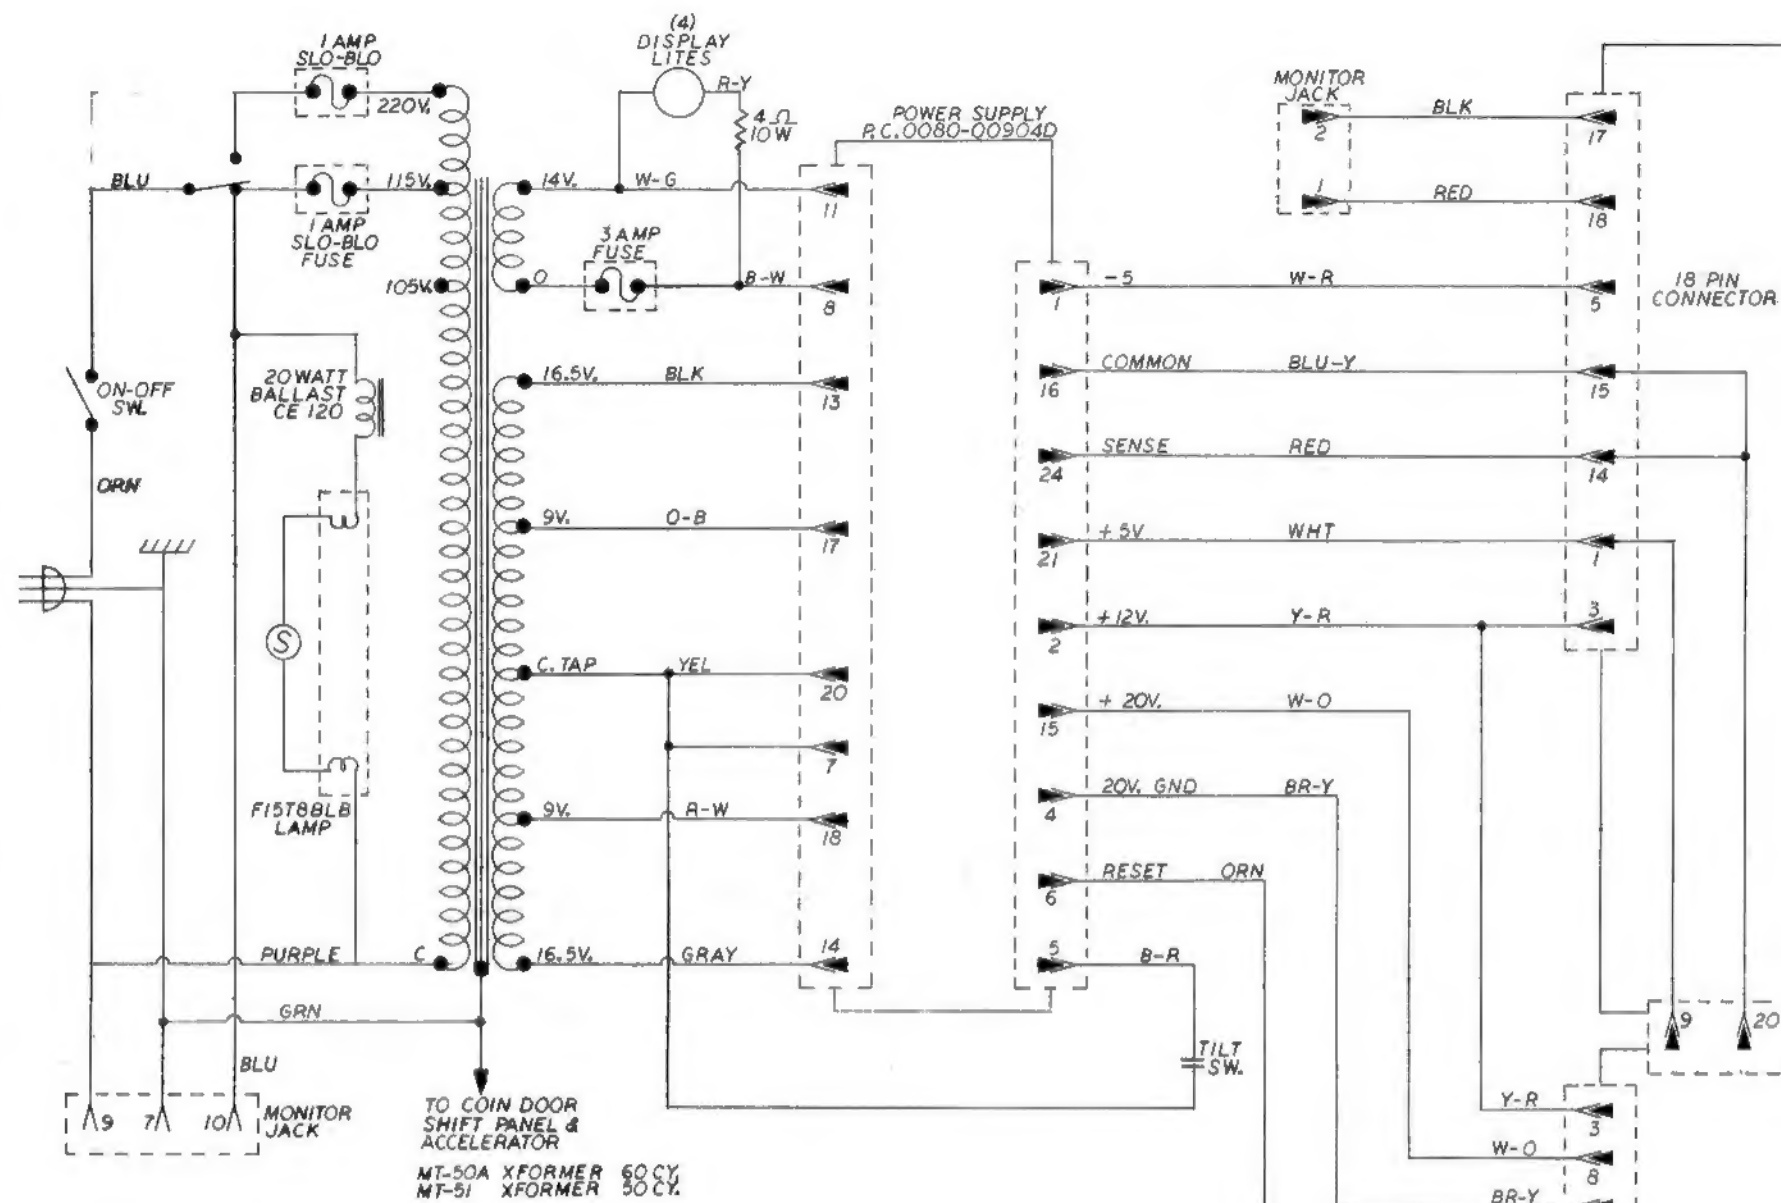 1 AMP
SLO-BLO
220V.
BLU
115V.
1 AMP
SLO-BLO
FUSE
105V.
ON-OFF
SW.
ORN
20 WATT
BALLAST
CE 120
S
F15T8BLB
LAMP
PURPLE
C
GRN
BLU
9
7
10
MONITOR
JACK
TO COIN DOOR
SHIFT PANEL &
ACCELERATOR
MT-50A XFORMER 60 CY.
MT-51 XFORMER 50 CY.
(4)
DISPLAY
LITES
R-Y
4 Ω
10W
14V.
W-G
11
3 AMP
FUSE
O
B-W
8
16.5V.
BLK
13
9V.
O-B
17
C. TAP
YEL
20
7
9V.
R-W
18
16.5V.
GRAY
14
POWER SUPPLY
P.C. 0080-00904D
1
-5
W-R
5
16
COMMON
BLU-Y
15
24
SENSE
RED
14
21
+5V
WHT
1
2
+12V.
Y-R
3
15
+ 20V.
W-O
4
20V. GND
BR-Y
6
RESET
ORN
5
B-R
TILT
SW.
MONITOR
JACK
2
BLK
17
1
RED
18
18 PIN
CONNECTOR
9
20
Y-R
3
W-O
8
BR-Y